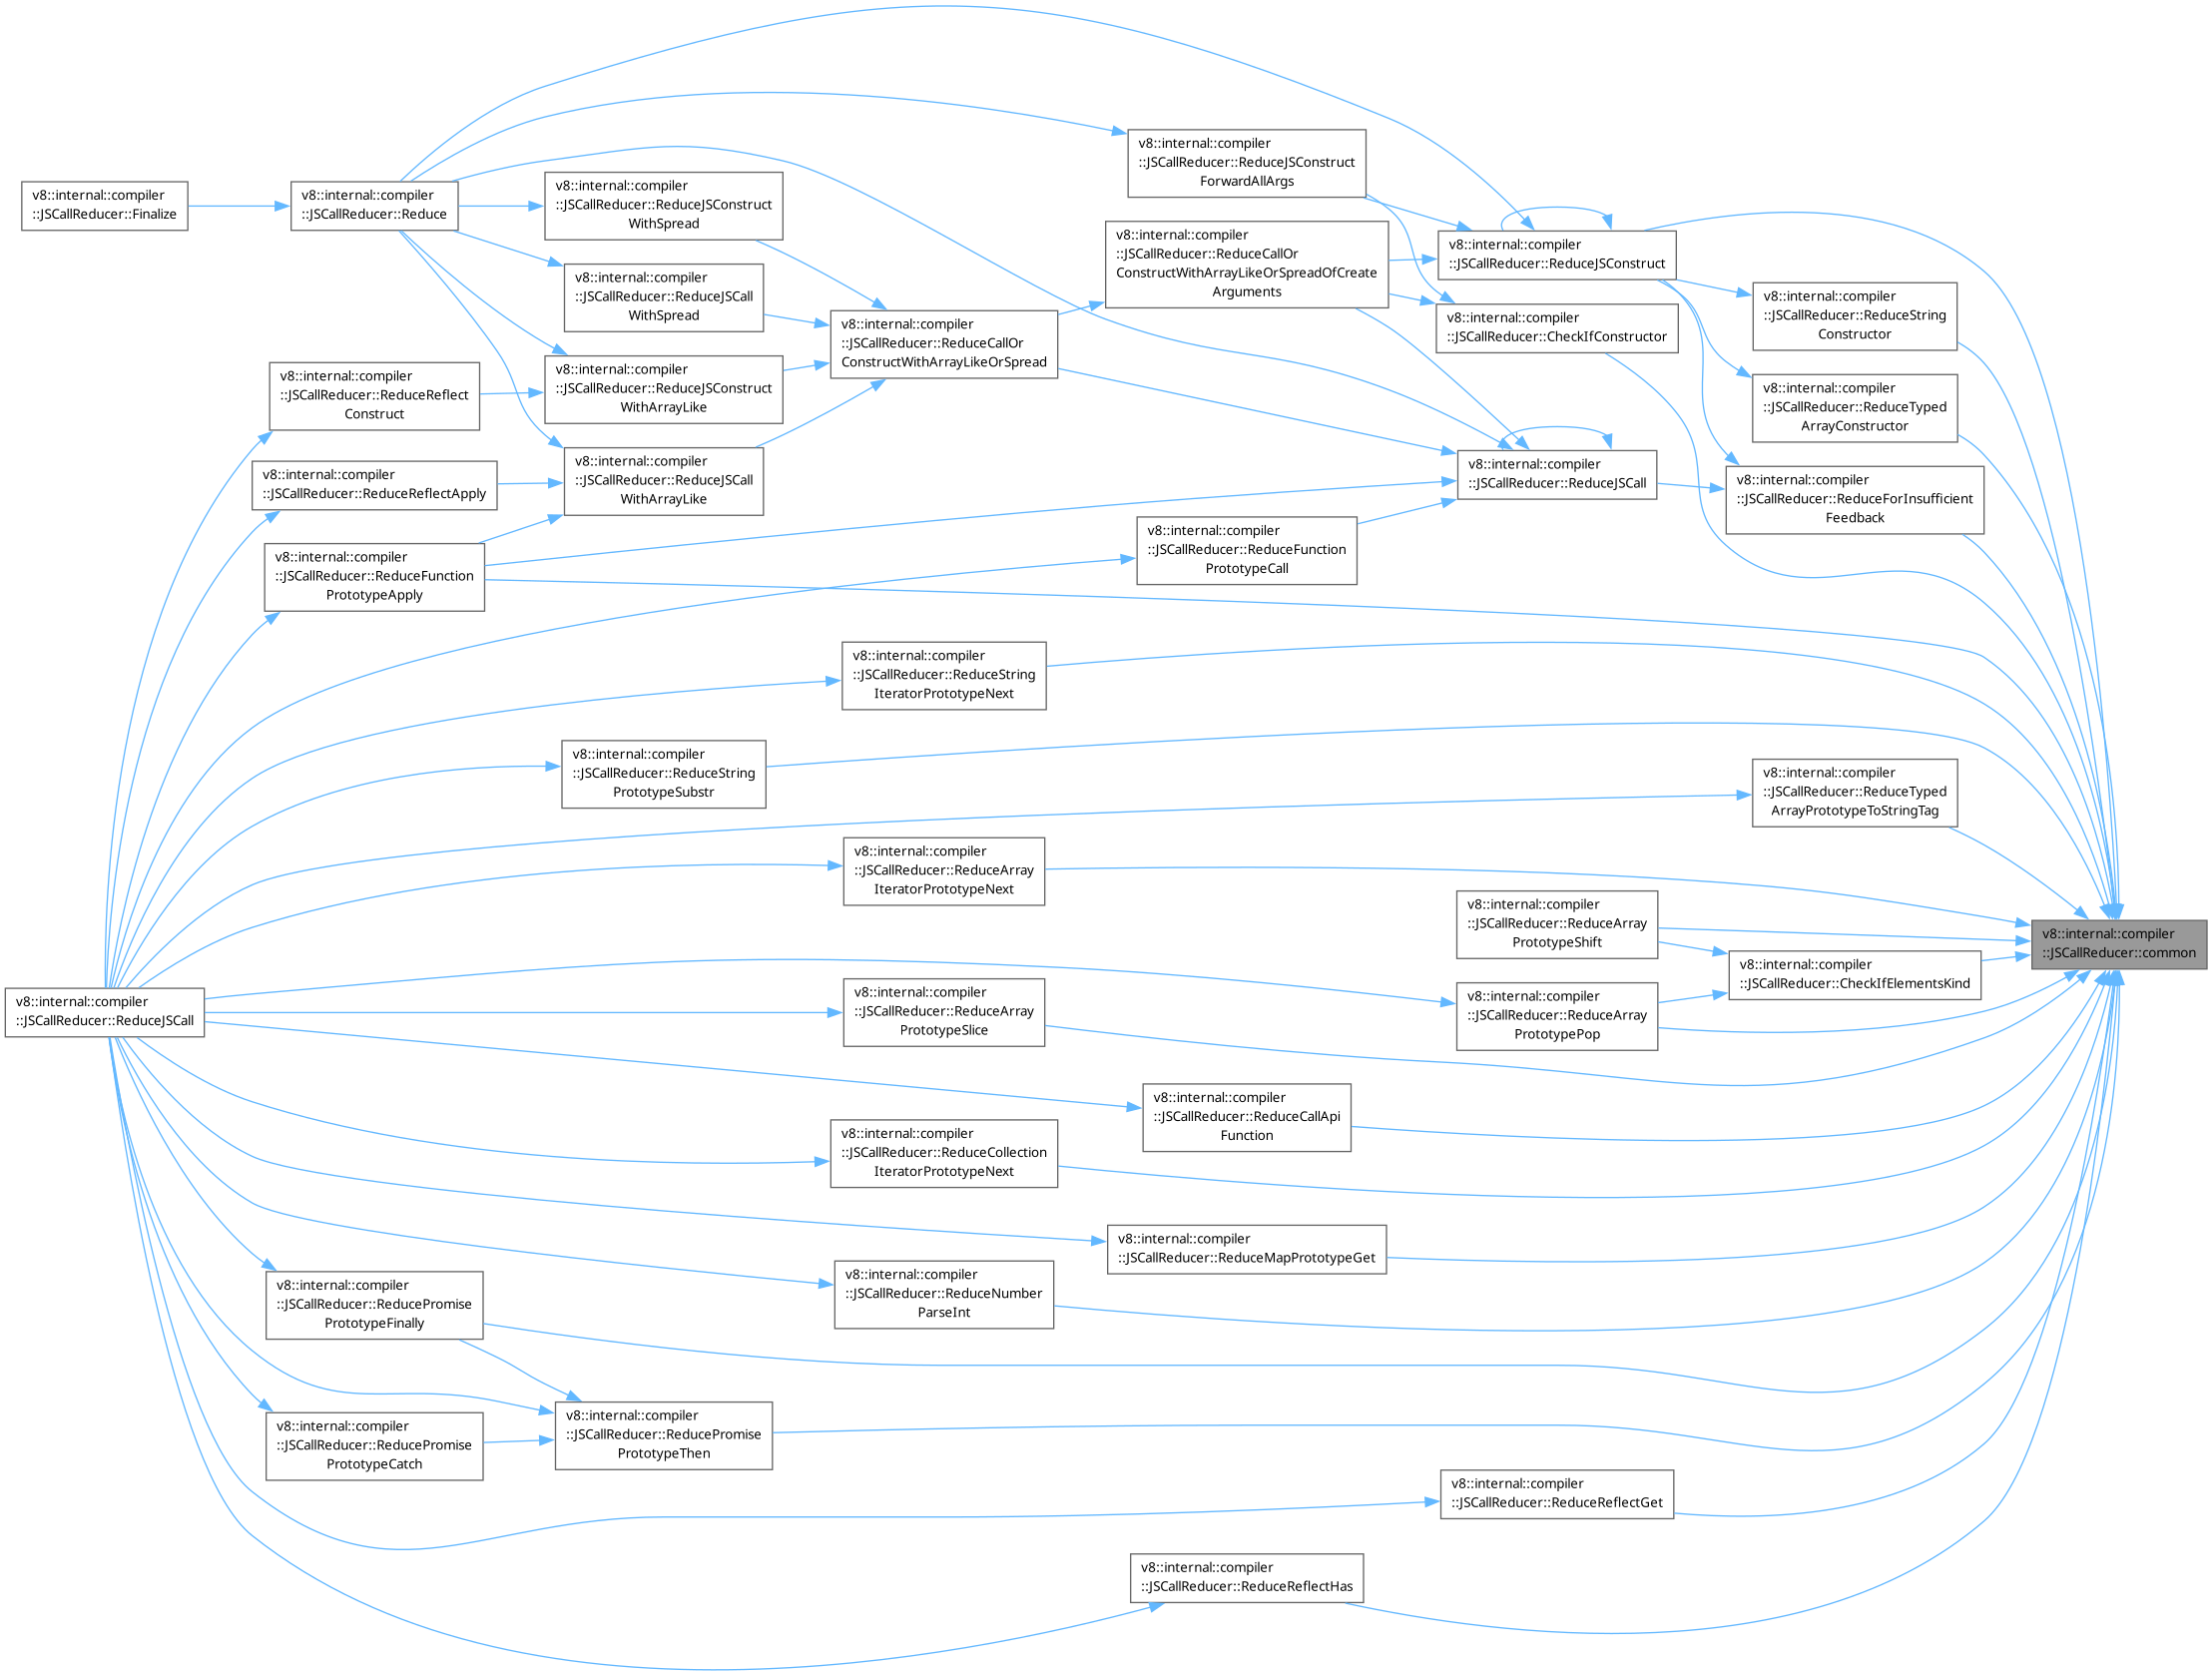 v8::internal::compiler
::JSCallReducer::Finalize
v8::internal::compiler
::JSCallReducer::Reduce
v8::internal::compiler
::JSCallReducer::ReduceJSConstruct
WithSpread
v8::internal::compiler
::JSCallReducer::ReduceJSCall
WithSpread
v8::internal::compiler
::JSCallReducer::ReduceJSConstruct
WithArrayLike
v8::internal::compiler
::JSCallReducer::ReduceJSCall
WithArrayLike
v8::internal::compiler
::JSCallReducer::ReduceReflect
Construct
v8::internal::compiler
::JSCallReducer::ReduceReflectApply
v8::internal::compiler
::JSCallReducer::ReduceFunction
PrototypeApply
v8::internal::compiler
::JSCallReducer::ReduceCallOr
ConstructWithArrayLikeOrSpread
v8::internal::compiler
::JSCallReducer::ReduceJSConstruct
ForwardAllArgs
v8::internal::compiler
::JSCallReducer::ReduceCallOr
ConstructWithArrayLikeOrSpreadOfCreate
Arguments
v8::internal::compiler
::JSCallReducer::ReduceJSConstruct
v8::internal::compiler
::JSCallReducer::CheckIfConstructor
v8::internal::compiler
::JSCallReducer::ReduceString
Constructor
v8::internal::compiler
::JSCallReducer::ReduceTyped
ArrayConstructor
v8::internal::compiler
::JSCallReducer::ReduceJSCall
v8::internal::compiler
::JSCallReducer::ReduceForInsufficient
Feedback
v8::internal::compiler
::JSCallReducer::ReduceFunction
PrototypeCall
v8::internal::compiler
::JSCallReducer::ReduceString
IteratorPrototypeNext
v8::internal::compiler
::JSCallReducer::ReduceString
PrototypeSubstr
v8::internal::compiler
::JSCallReducer::ReduceTyped
ArrayPrototypeToStringTag
v8::internal::compiler
::JSCallReducer::ReduceArray
IteratorPrototypeNext
v8::internal::compiler
::JSCallReducer::ReduceArray
PrototypeShift
v8::internal::compiler
::JSCallReducer::common
v8::internal::compiler
::JSCallReducer::CheckIfElementsKind
v8::internal::compiler
::JSCallReducer::ReduceJSCall
v8::internal::compiler
::JSCallReducer::ReduceArray
PrototypeSlice
v8::internal::compiler
::JSCallReducer::ReduceArray
PrototypePop
v8::internal::compiler
::JSCallReducer::ReduceCallApi
Function
v8::internal::compiler
::JSCallReducer::ReduceCollection
IteratorPrototypeNext
v8::internal::compiler
::JSCallReducer::ReduceMapPrototypeGet
v8::internal::compiler
::JSCallReducer::ReduceNumber
ParseInt
v8::internal::compiler
::JSCallReducer::ReducePromise
PrototypeFinally
v8::internal::compiler
::JSCallReducer::ReducePromise
PrototypeCatch
v8::internal::compiler
::JSCallReducer::ReducePromise
PrototypeThen
v8::internal::compiler
::JSCallReducer::ReduceReflectGet
v8::internal::compiler
::JSCallReducer::ReduceReflectHas